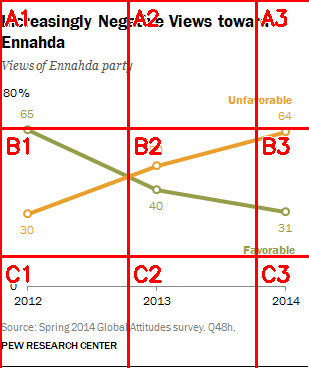 A1 A2 A3
Increasingly Negative Views toward
Ennahda
Views of Ennahda party
80%
Unfavorable
65
64
B1 B2 B3
40
30
31
Favorable
C1 C2 C3
0
2012 2013 2014
Source: Spring 2014 Global Attitudes survey. Q48h.
PEW RESEARCH CENTER